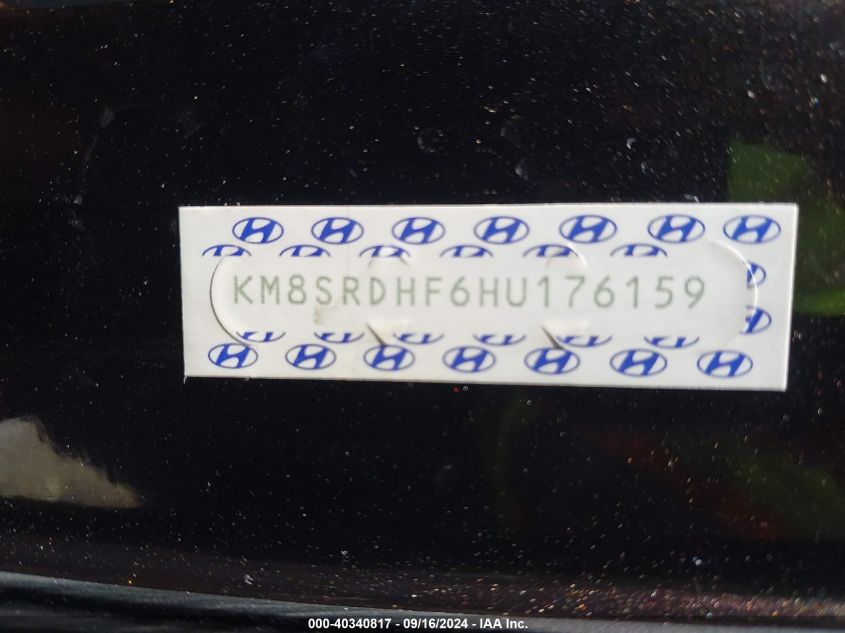 KM8SRDHF6HU176159
000-40340817 - 09/16/2024 - IAA Inc.